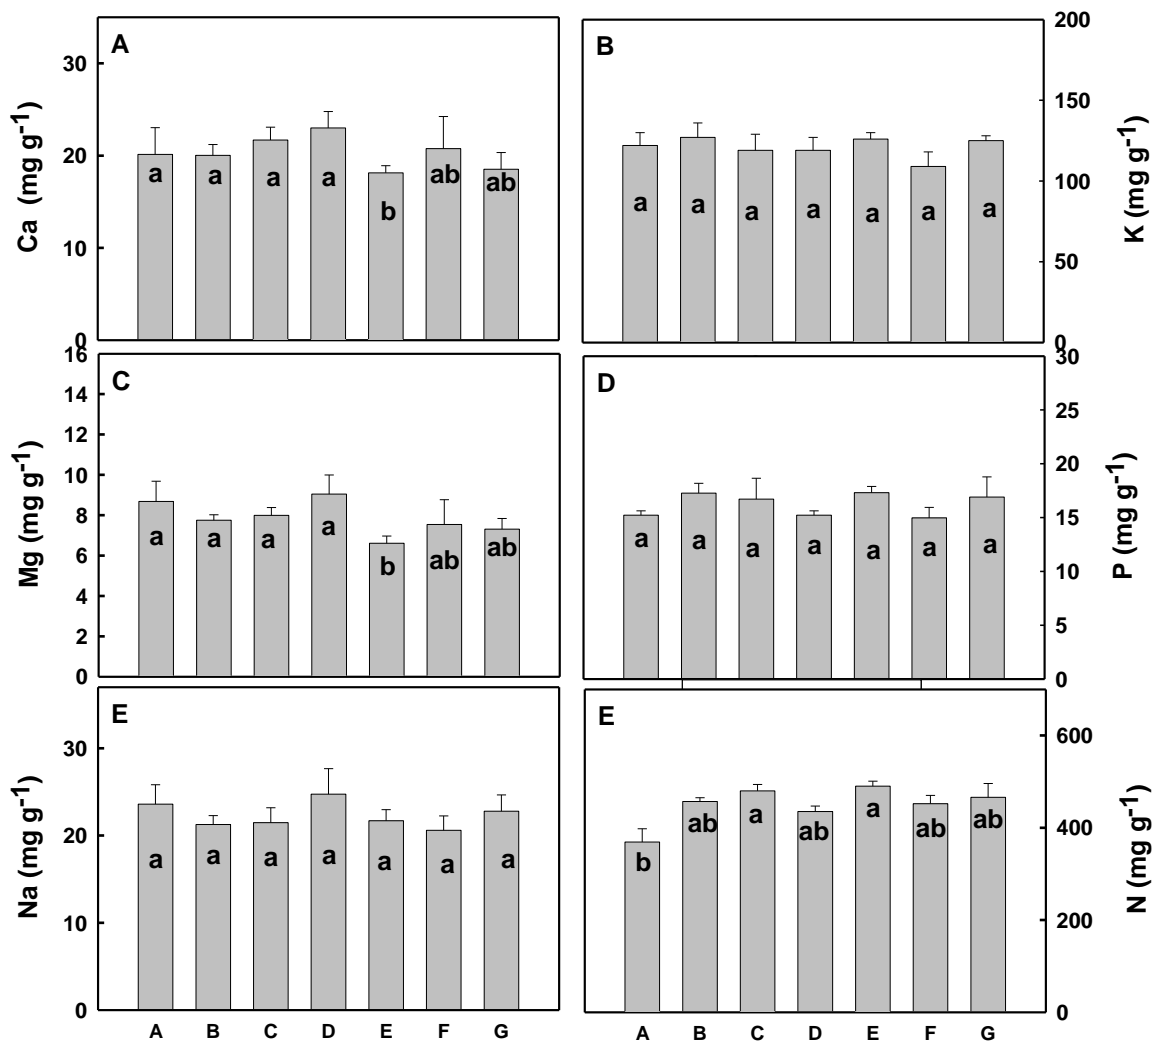 A
B
Ca (mg g-1)
30
20
10
0
a a a a b ab ab
200
150
100
50
0
K (mg g-1)
a a a a a a a
C
D
Mg (mg g-1)
16
14
12
10
8
6
4
2
0
a a a a b ab ab
30
25
20
15
10
5
0
P (mg g-1)
a a a a a a a
E
E
Na (mg g-1)
30
20
10
0
a a a a a a a
600
400
200
0
N (mg g-1)
b ab a ab a ab ab
A B C D E F G
A B C D E F G